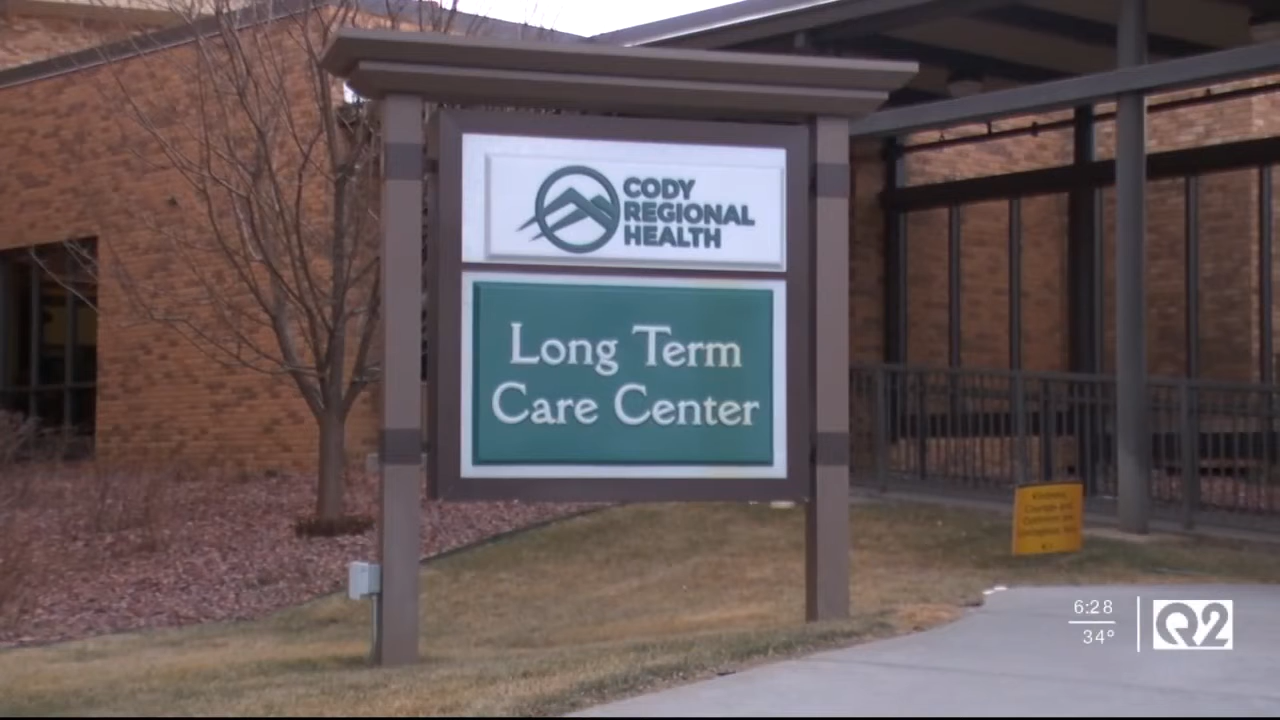 CODY
REGIONAL
HEALTH
Long Term
Care Center
6:28
34°
Q2